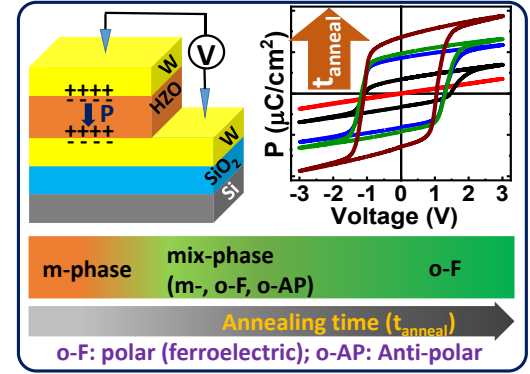 V
W
HZO
++++
- - - -
P
++++
- - - -
W
SiO₂
Si
t_anneal
P (μC/cm²)
-3 -2 -1 0 1 2 3
Voltage (V)
m-phase
mix-phase
(m-, o-F, o-AP)
o-F
Annealing time (t_anneal)
o-F: polar (ferroelectric); o-AP: Anti-polar